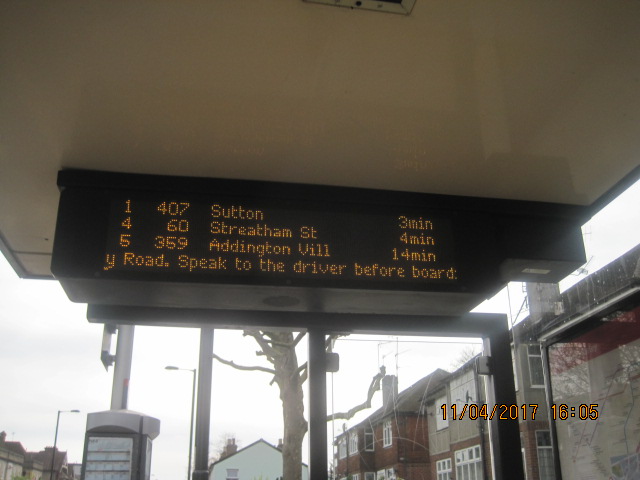 1 407 Sutton 3min
4 60 Streatham St 4min
5 359 Addington Vill 14min
y Road. Speak to the driver before board:
11/04/2017 16:05